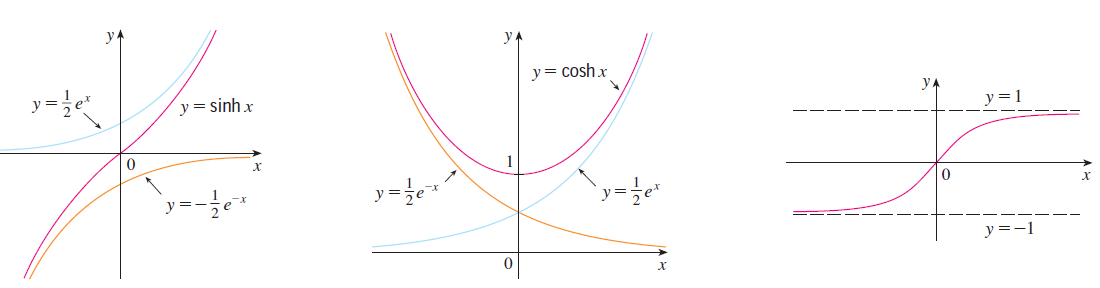 y
y = 1/2 e^x
y = sinh x
0
x
y = -1/2 e^-x
y
y = cosh x
1
y = 1/2 e^-x
y = 1/2 e^x
0
x
y
y = 1
0
x
y = -1